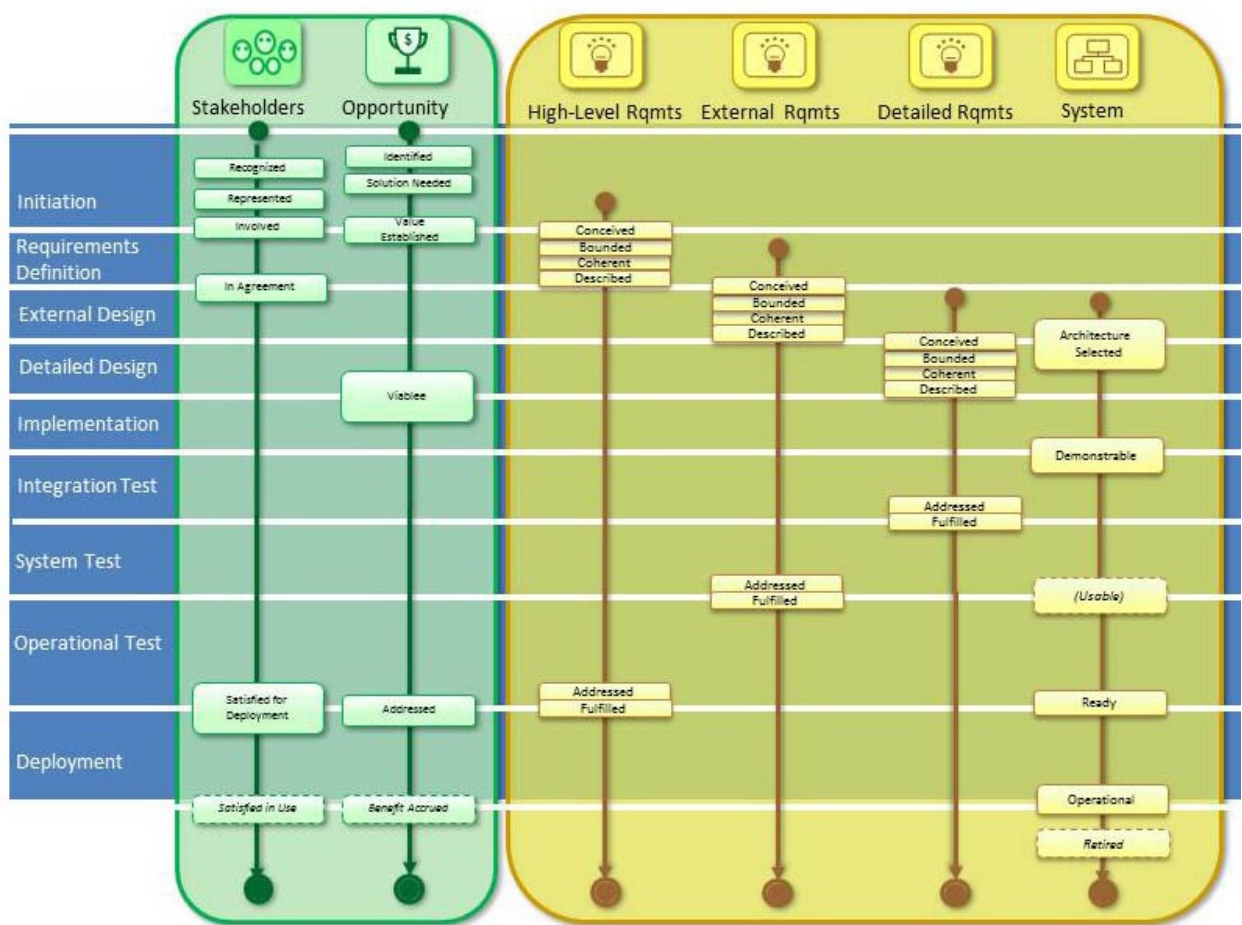 $
Stakeholders
Opportunity
High-Level Rqmts
External Rqmts
Detailed Rqmts
System
Initiation
Requirements
Definition
External Design
Detailed Design
Implementation
Integration Test
System Test
Operational Test
Deployment
Recognized
Represented
Involved
In Agreement
Satisfied for
Deployment
Satisfied in Use
Identified
Solution Needed
Value
Established
Viablee
Addressed
Benefit Accrued
Conceived
Bounded
Coherent
Described
Addressed
Fulfilled
Conceived
Bounded
Coherent
Described
Addressed
Fulfilled
Conceived
Bounded
Coherent
Described
Addressed
Fulfilled
Architecture
Selected
Demonstrable
(Usable)
Ready
Operational
Retired